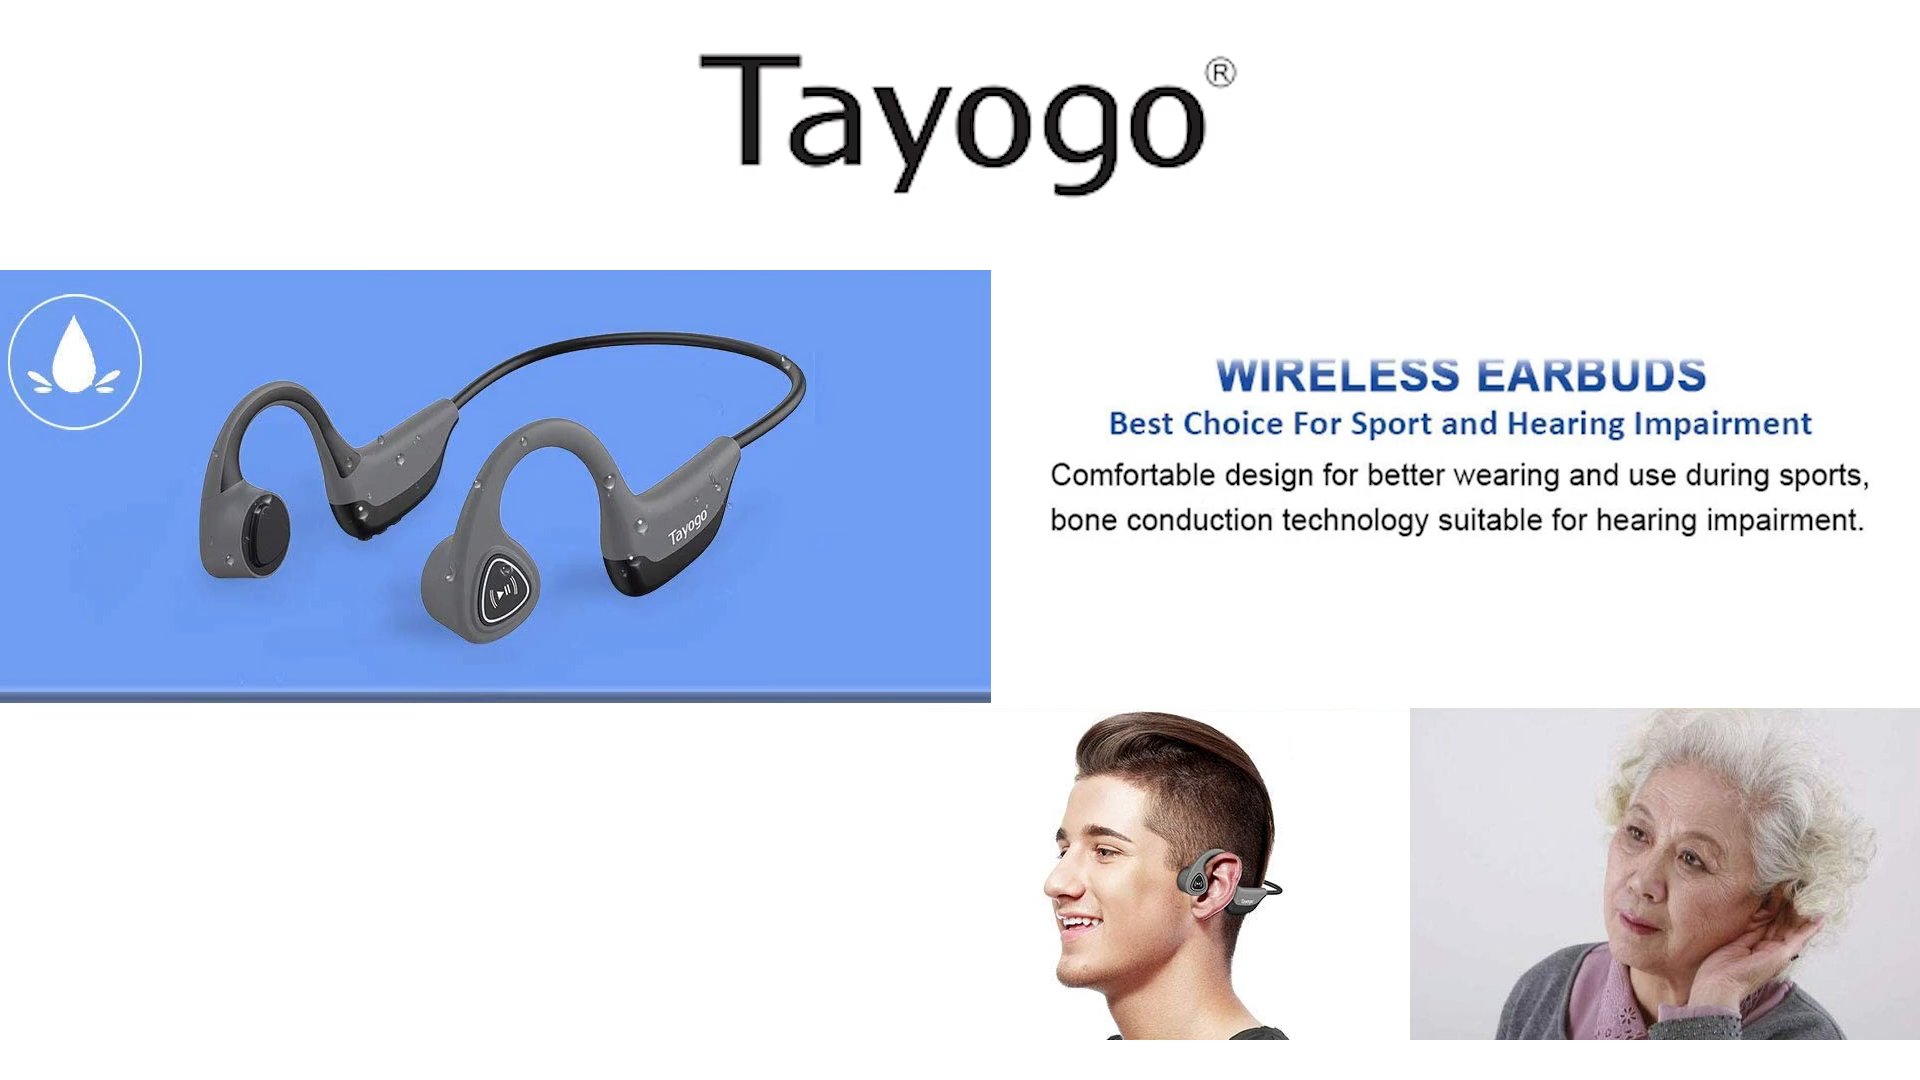 Tayogo®
Tayogo
WIRELESS EARBUDS
Best Choice For Sport and Hearing Impairment
Comfortable design for better wearing and use during sports,
bone conduction technology suitable for hearing impairment.
Tayogo